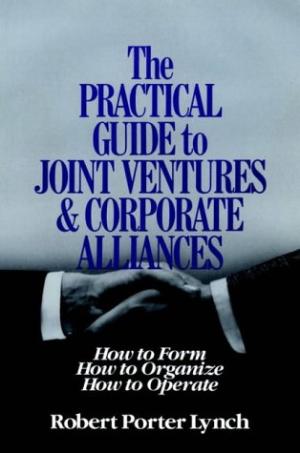 The
PRACTICAL
GUIDE to
JOINT VENTURES
& CORPORATE
ALLIANCES
How to Form
How to Organize
How to Operate
Robert Porter Lynch